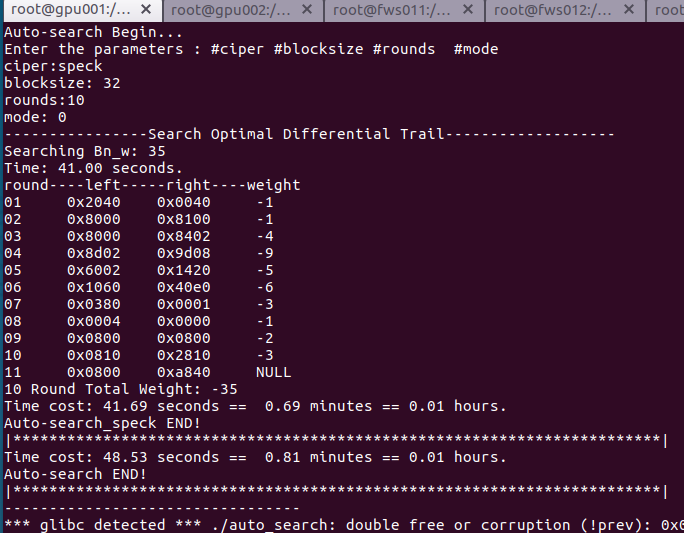 root@gpu001:/... × root@gpu002:/... × root@fws011:/... × root@fws012:/... × root
Auto-search Begin...
Enter the parameters : #ciper #blocksize #rounds  #mode
ciper:speck
blocksize: 32
rounds:10
mode: 0
----------------Search Optimal Differential Trail-------------------
Searching Bn_w: 35
Time: 41.00 seconds.
round----left-----right----weight
01     0x2040     0x0040     -1
02     0x8000     0x8100     -1
03     0x8000     0x8402     -4
04     0x8d02     0x9d08     -9
05     0x6002     0x1420     -5
06     0x1060     0x40e0     -6
07     0x0380     0x0001     -3
08     0x0004     0x0000     -1
09     0x0800     0x0800     -2
10     0x0810     0x2810     -3
11     0x0800     0xa840     NULL
10 Round Total Weight: -35
Time cost: 41.69 seconds ==  0.69 minutes == 0.01 hours.
Auto-search_speck END!
|************************************************************************|
Time cost: 48.53 seconds ==  0.81 minutes == 0.01 hours.
Auto-search END!
|************************************************************************|
---------------------------------
*** glibc detected *** ./auto_search: double free or corruption (!prev):